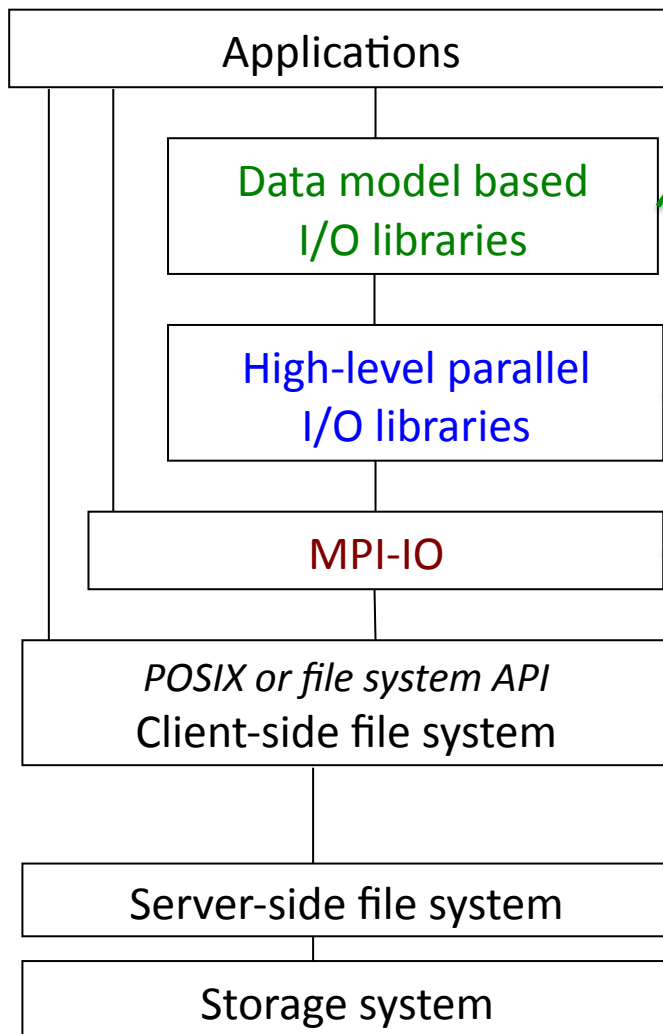 Applications
Data model based
I/O libraries
High-level parallel
I/O libraries
MPI-IO
POSIX or file system API
Client-side file system
Server-side file system
Storage system